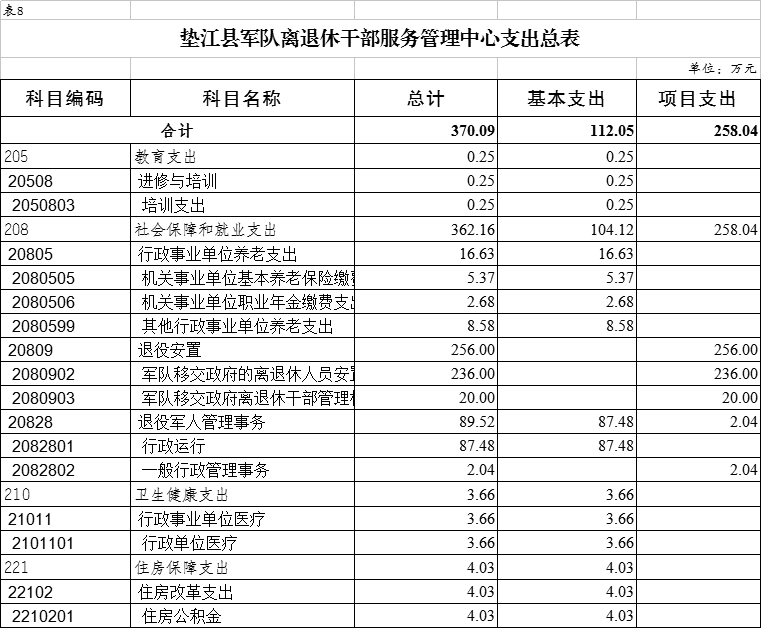 表8
垫江县军队离退休干部服务管理中心支出总表
单位：万元
科目编码 科目名称 总计 基本支出 项目支出
合计 370.09 112.05 258.04
205 教育支出 0.25 0.25
20508 进修与培训 0.25 0.25
2050803 培训支出 0.25 0.25
208 社会保障和就业支出 362.16 104.12 258.04
20805 行政事业单位养老支出 16.63 16.63
2080505 机关事业单位基本养老保险缴 5.37 5.37
2080506 机关事业单位职业年金缴费支 2.68 2.68
2080599 其他行政事业单位养老支出 8.58 8.58
20809 退役安置 256.00 256.00
2080902 军队移交政府的离退休人员安 236.00 236.00
2080903 军队移交政府离退休干部管理 20.00 20.00
20828 退役军人管理事务 89.52 87.48 2.04
2082801 行政运行 87.48 87.48
2082802 一般行政管理事务 2.04 2.04
210 卫生健康支出 3.66 3.66
21011 行政事业单位医疗 3.66 3.66
2101101 行政单位医疗 3.66 3.66
221 住房保障支出 4.03 4.03
22102 住房改革支出 4.03 4.03
2210201 住房公积金 4.03 4.03